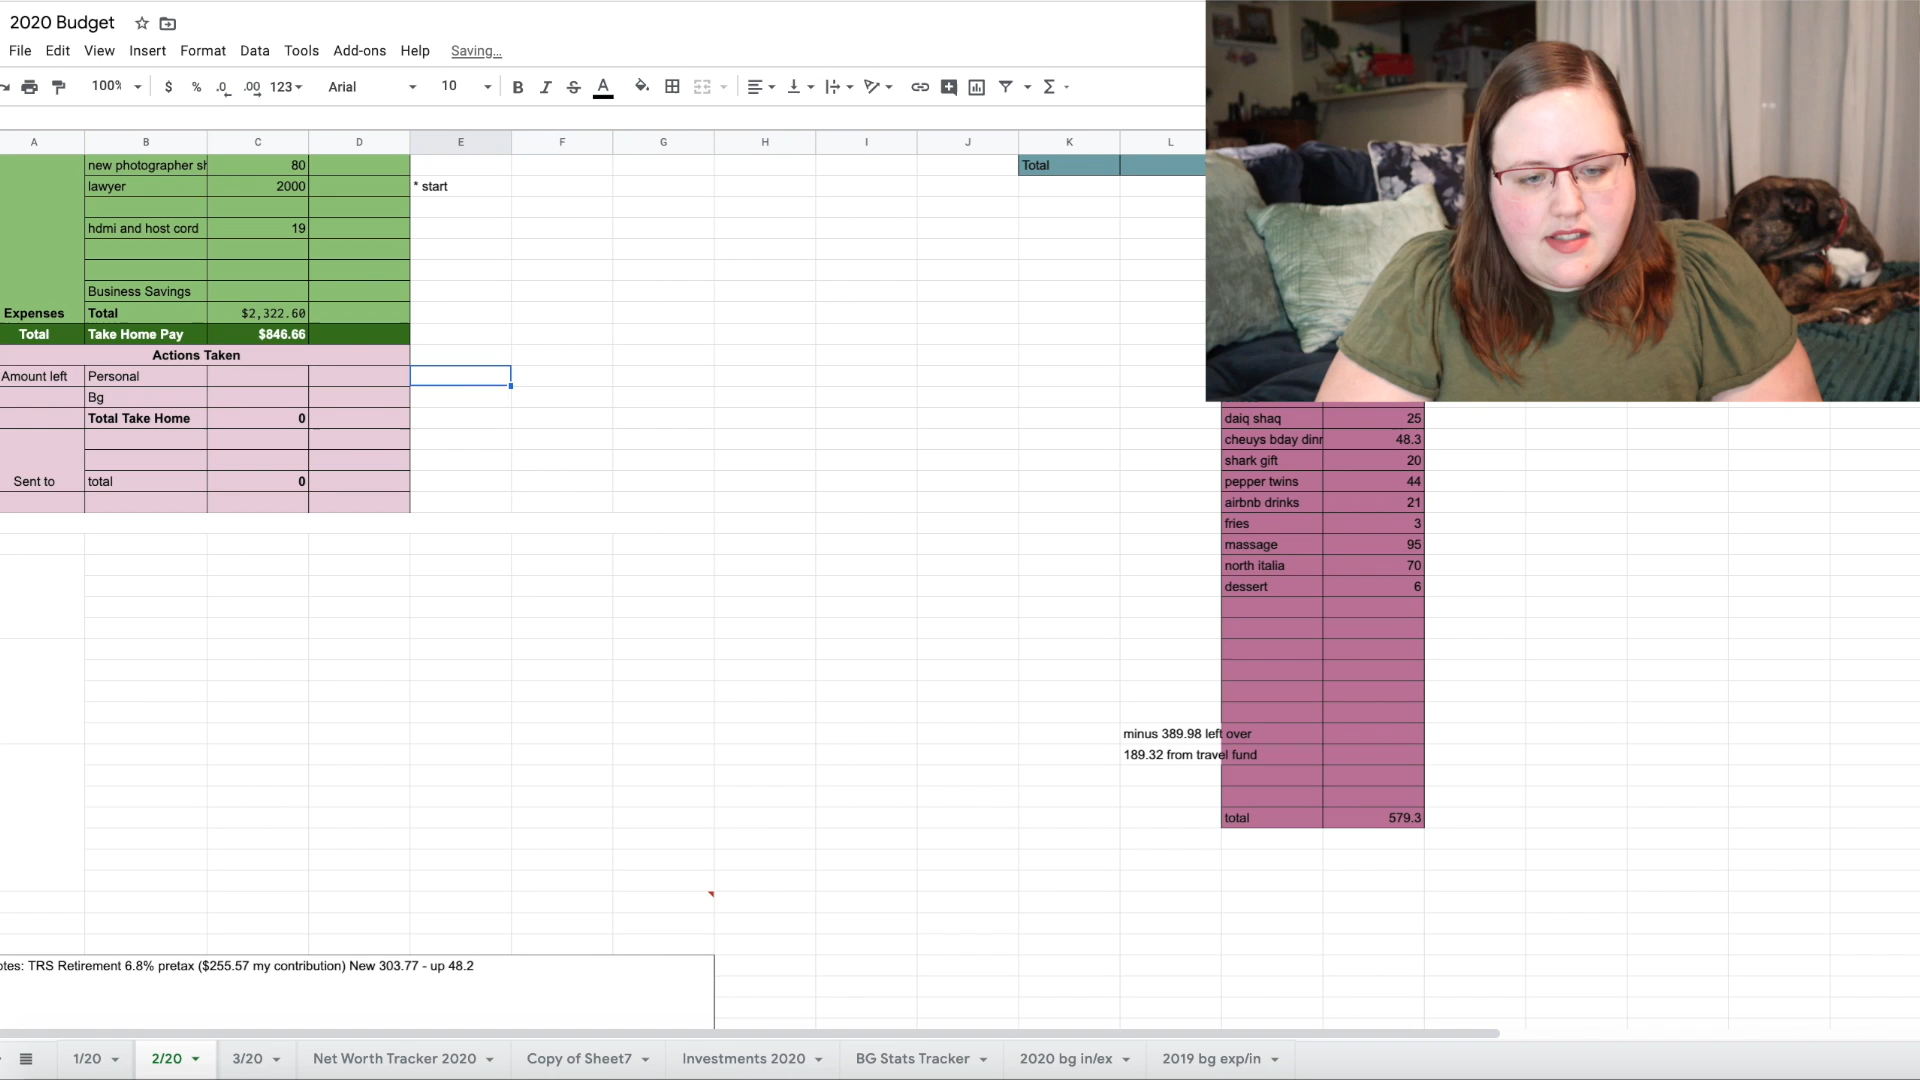 2020 Budget
File Edit View Insert Format Data Tools Add-ons Help Saving...
100% $ % .0 .00 123 Arial 10 B I S A
A B C D E F G H I J K L
new photographer sh 80 Total
lawyer 2000 * start
hdmi and host cord 19
Business Savings
Expenses Total $2,322.60
Total Take Home Pay $846.66
Actions Taken
Amount left Personal
Bg
Total Take Home 0 daiq shaq 25
cheuys bday dinr 48.3
shark gift 20
Sent to total 0 pepper twins 44
airbnb drinks 21
fries 3
massage 95
north italia 70
dessert 6
minus 389.98 left over
189.32 from travel fund
total 579.3
otes: TRS Retirement 6.8% pretax ($255.57 my contribution) New 303.77 - up 48.2
1/20 2/20 3/20 Net Worth Tracker 2020 Copy of Sheet7 Investments 2020 BG Stats Tracker 2020 bg in/ex 2019 bg exp/in